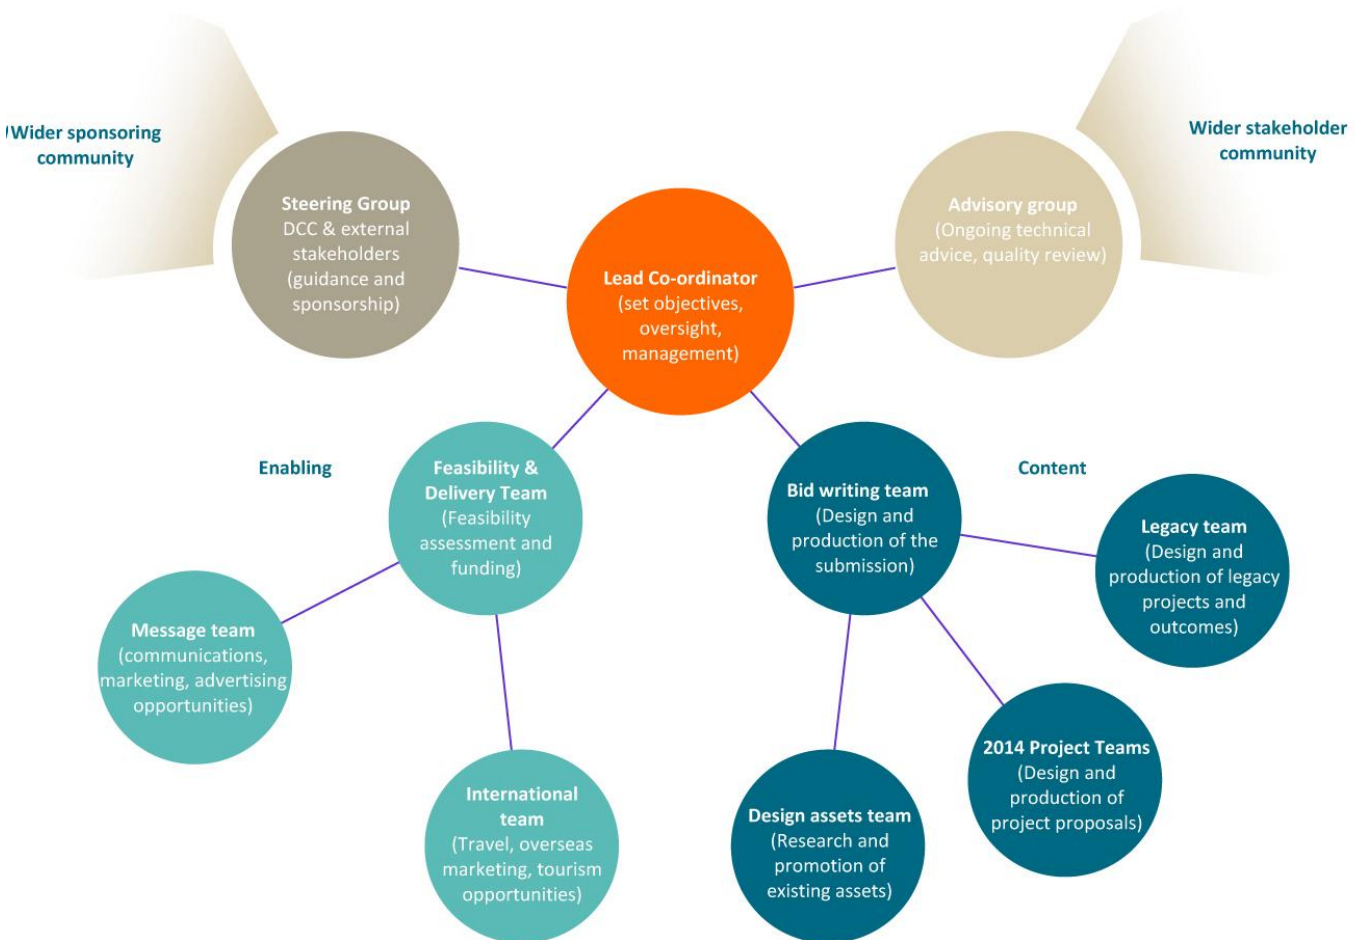 Wider sponsoring
community
Wider stakeholder
community
Steering Group
DCC & external
stakeholders
(guidance and
sponsorship)
Lead Co-ordinator
(set objectives,
oversight,
management)
Advisory group
(Ongoing technical
advice, quality review)
Enabling
Feasibility &
Delivery Team
(Feasibility
assessment and
funding)
Bid writing team
(Design and
production of the
submission)
Content
Legacy team
(Design and
production of legacy
projects and
outcomes)
Message team
(communications,
marketing, advertising
opportunities)
International
team
(Travel, overseas
marketing, tourism
opportunities)
Design assets team
(Research and
promotion of
existing assets)
2014 Project Teams
(Design and
production of
project proposals)